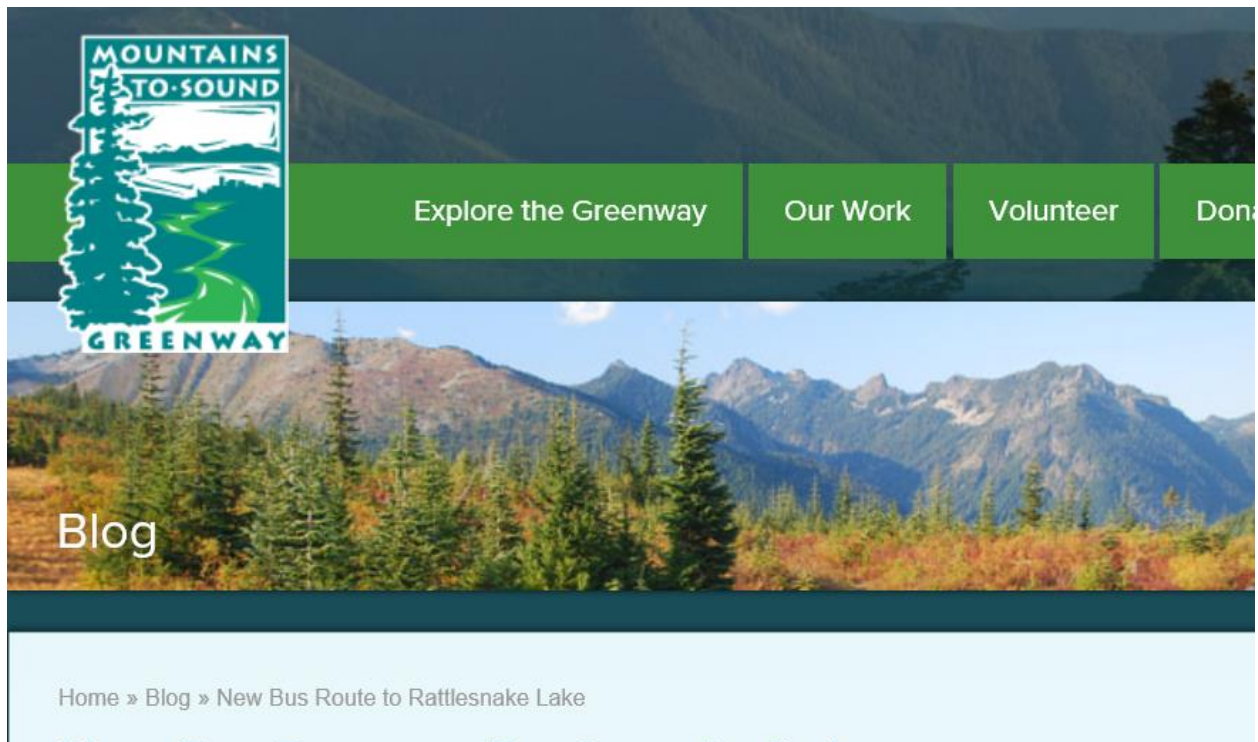 MOUNTAINS
TO·SOUND
GREENWAY
Explore the Greenway
Our Work
Volunteer
Dona
Blog
Home » Blog » New Bus Route to Rattlesnake Lake